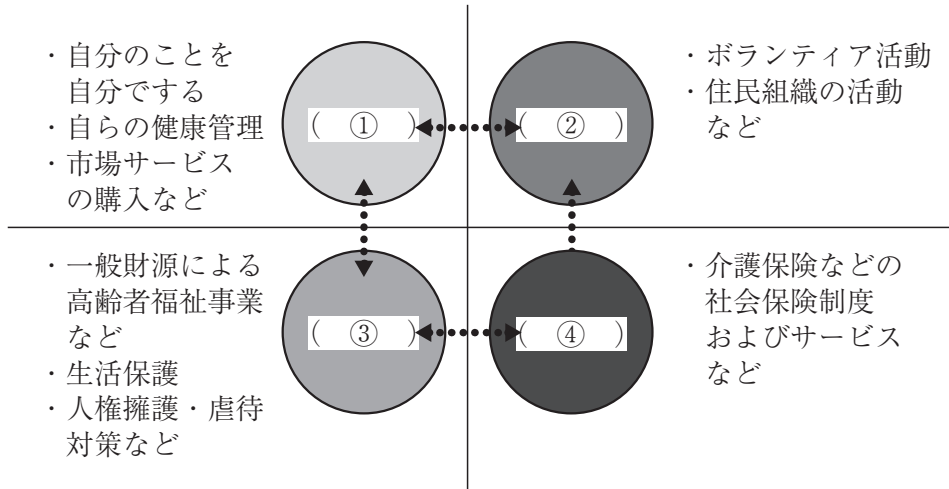 ・自分のことを
自分でする
・自らの健康管理
・市場サービス
の購入など
( ① )
( ② )
・ボランティア活動
・住民組織の活動
など
・一般財源による
高齢者福祉事業
など
・生活保護
・人権擁護・虐待
対策など
( ③ )
( ④ )
・介護保険などの
社会保険制度
およびサービス
など